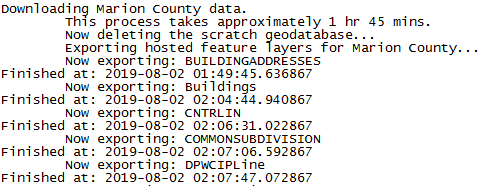 Downloading Marion County data.
This process takes approximately 1 hr 45 mins.
Now deleting the scratch geodatabase...
Exporting hosted feature layers for Marion County...
Now exporting: BUILDINGADDRESSES
Finished at: 2019-08-02 01:49:45.636867
Now exporting: Buildings
Finished at: 2019-08-02 02:04:44.940867
Now exporting: CNTRLIN
Finished at: 2019-08-02 02:06:31.022867
Now exporting: COMMONSUBDIVISION
Finished at: 2019-08-02 02:07:06.592867
Now exporting: DPWCIPLine
Finished at: 2019-08-02 02:07:47.072867